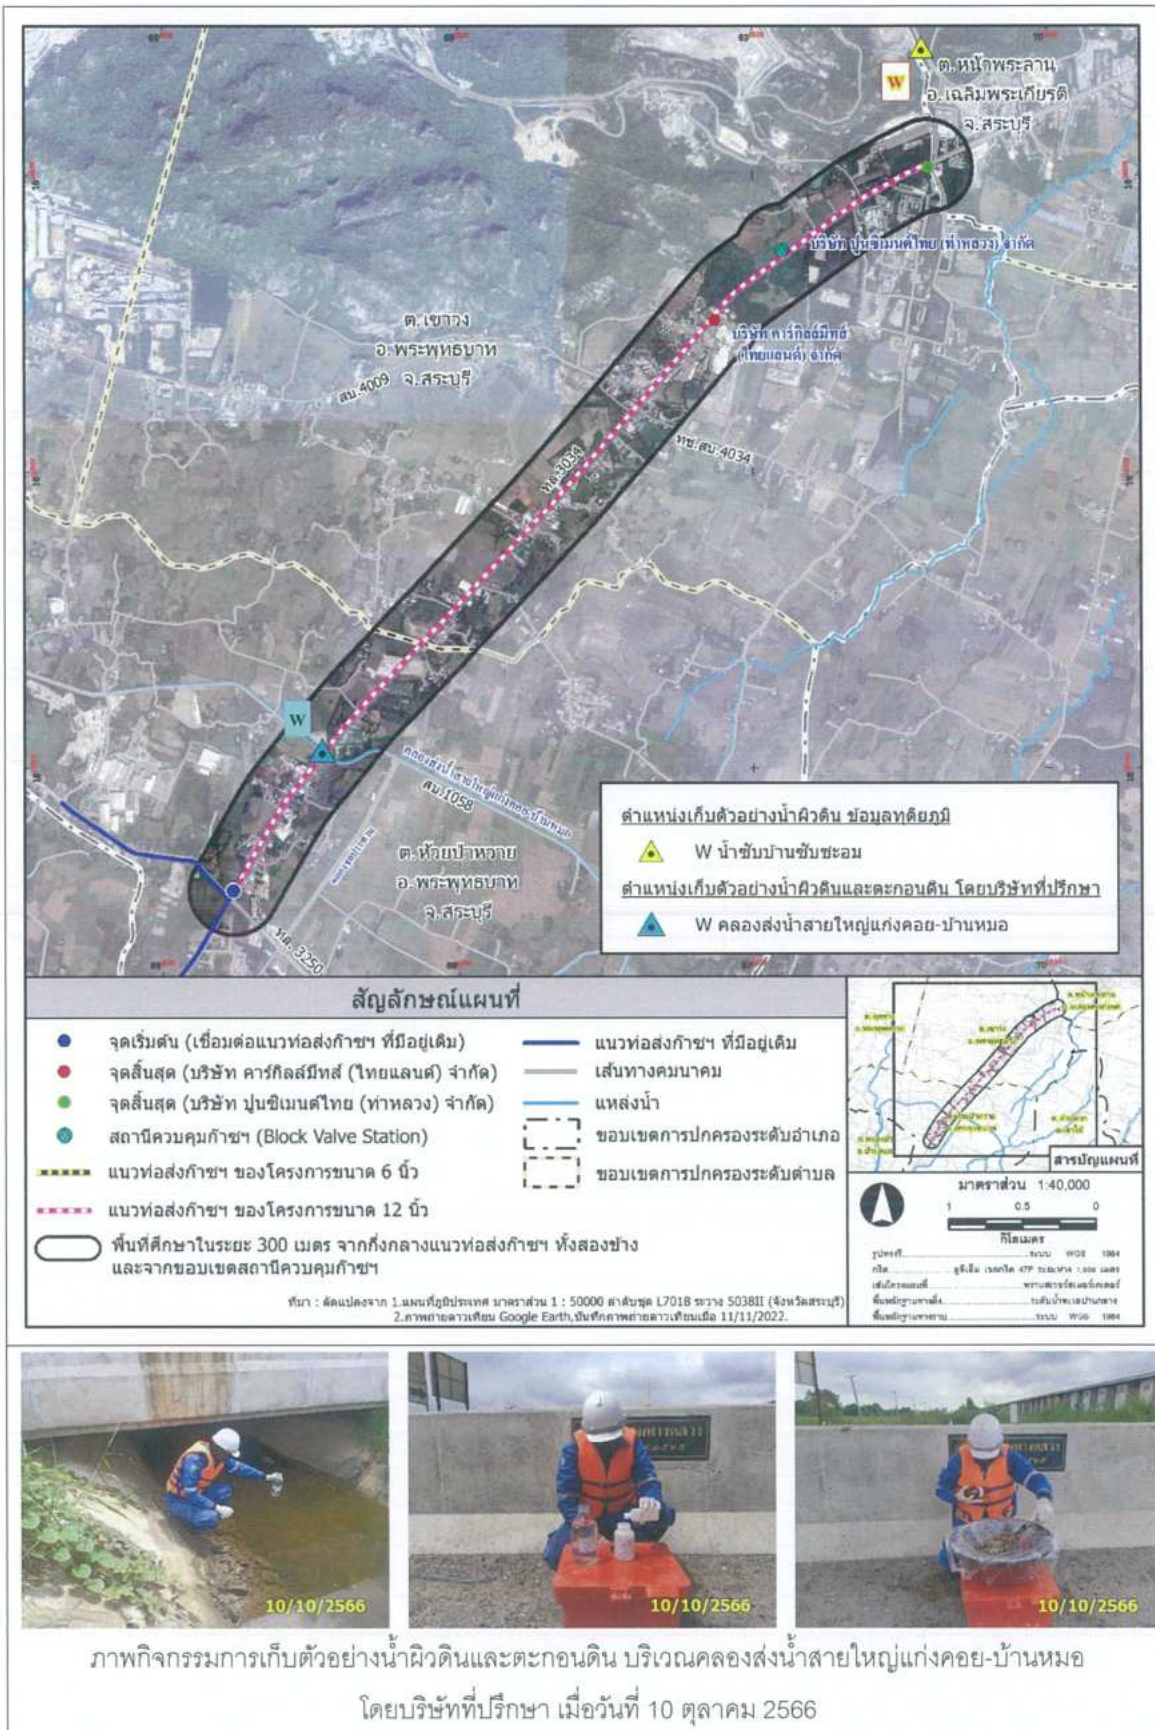 ต.หน้าพระลาน
W
อ.เฉลิมพระเกียรติ
จ.สระบุรี
บริษัท ปูนซิเมนต์ไทย (ท่าหลวง) จำกัด
ต.เขาวง
อ.พระพุทธบาท
จ.สระบุรี
สบ.4009
บริษัท คาร์กิลล์มีทส์
(ไทยแลนด์) จำกัด
ทล.3034
ทช.สบ.4034
W
คลองส่งน้ำสายใหญ่แก่งคอย-บ้านหมอ
สบ.1058
ต.ห้วยป่าหวาย
อ.พระพุทธบาท
จ.สระบุรี
ทล. 3250
ตำแหน่งเก็บตัวอย่างน้ำผิวดิน ข้อมูลทุติยภูมิ
W น้ำซับบ้านซับชะอม
ตำแหน่งเก็บตัวอย่างน้ำผิวดินและตะกอนดิน โดยบริษัทที่ปรึกษา
W คลองส่งน้ำสายใหญ่แก่งคอย-บ้านหมอ
สัญลักษณ์แผนที่
จุดเริ่มต้น (เชื่อมต่อแนวท่อส่งก๊าซฯ ที่มีอยู่เดิม)
จุดสิ้นสุด (บริษัท คาร์กิลล์มีทส์ (ไทยแลนด์) จำกัด)
จุดสิ้นสุด (บริษัท ปูนซิเมนต์ไทย (ท่าหลวง) จำกัด)
สถานีควบคุมก๊าซฯ (Block Valve Station)
แนวท่อส่งก๊าซฯ ของโครงการขนาด 6 นิ้ว
แนวท่อส่งก๊าซฯ ของโครงการขนาด 12 นิ้ว
พื้นที่ศึกษาในระยะ 300 เมตร จากกึ่งกลางแนวท่อส่งก๊าซฯ ทั้งสองข้าง
และจากขอบเขตสถานีควบคุมก๊าซฯ
แนวท่อส่งก๊าซฯ ที่มีอยู่เดิม
เส้นทางคมนาคม
แหล่งน้ำ
ขอบเขตการปกครองระดับอำเภอ
ขอบเขตการปกครองระดับตำบล
ที่มา : ดัดแปลงจาก 1.แผนที่ภูมิประเทศ มาตราส่วน 1 : 50000 ลำดับชุด L7018 ระวาง 5038II (จังหวัดสระบุรี)
2.ภาพถ่ายดาวเทียม Google Earth,บันทึกภาพถ่ายดาวเทียมเมื่อ 11/11/2022.
สารบัญแผนที่
มาตราส่วน 1:40,000
1 0.5 0
กิโลเมตร
ระบบ WGS 1984
ระบบ WGS 1984
10/10/2566
10/10/2566
10/10/2566
ภาพกิจกรรมการเก็บตัวอย่างน้ำผิวดินและตะกอนดิน บริเวณคลองส่งน้ำสายใหญ่แก่งคอย-บ้านหมอ
โดยบริษัทที่ปรึกษา เมื่อวันที่ 10 ตุลาคม 2566